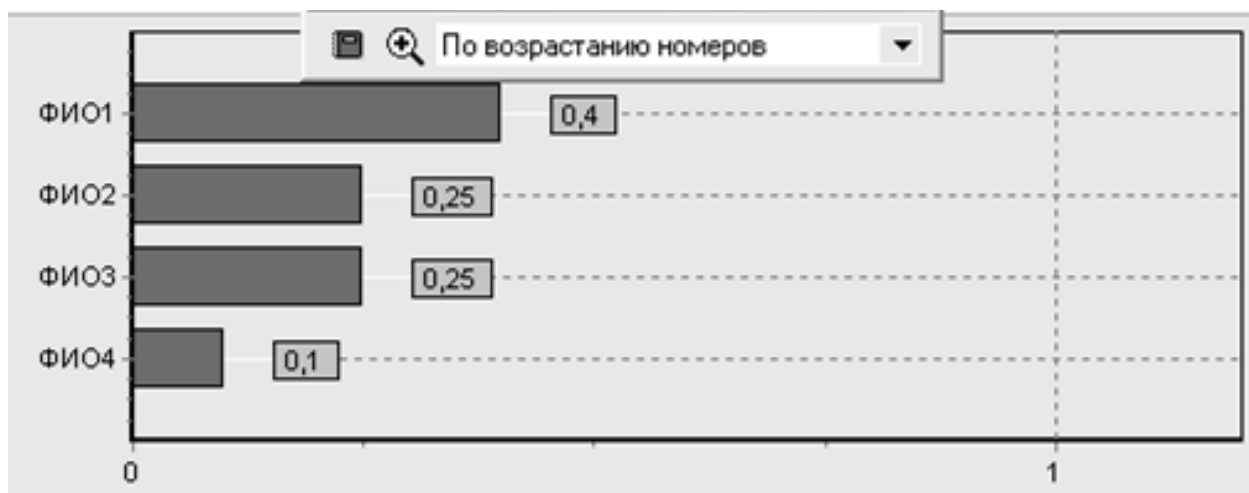 По возрастанию номеров
ФИО1 0,4
ФИО2 0,25
ФИО3 0,25
ФИО4 0,1
0 1